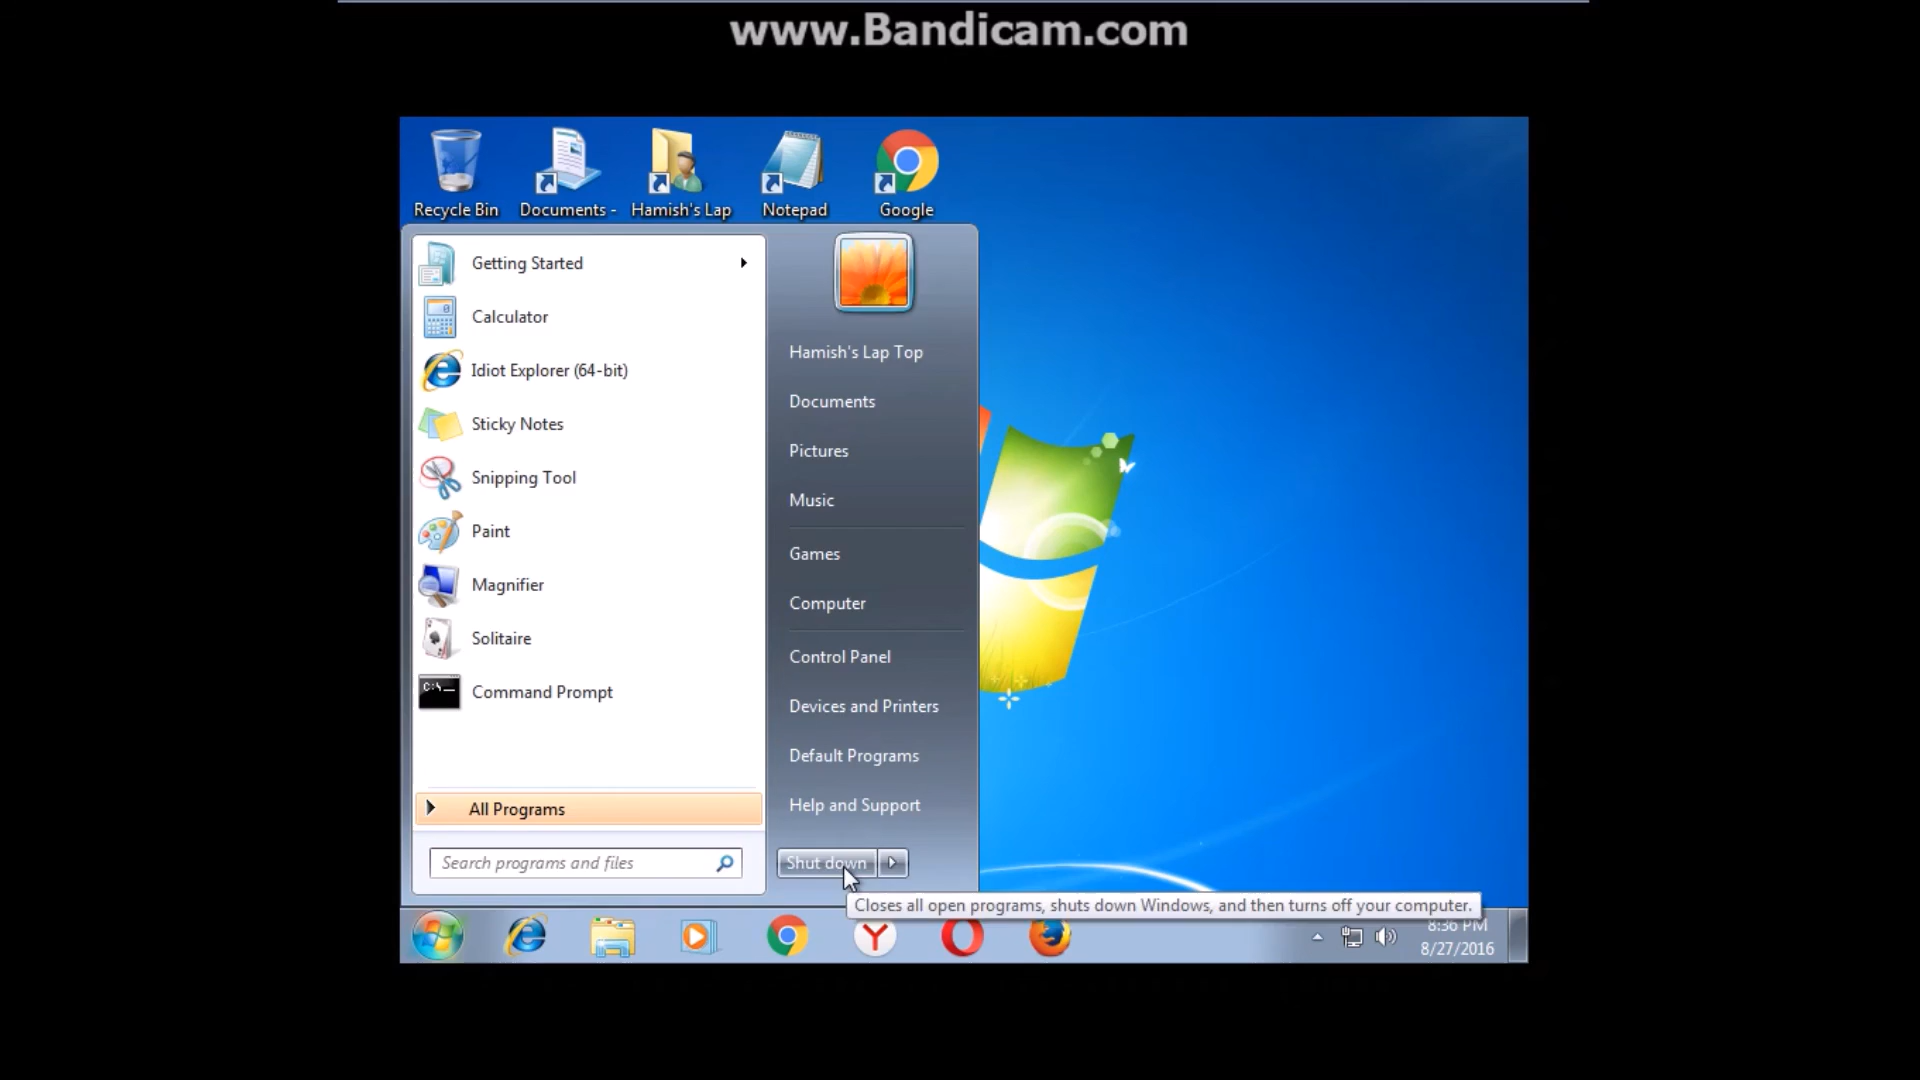 www.Bandicam.com
Recycle Bin
Documents -
Hamish's Lap
Notepad
Google
Getting Started
Calculator
Idiot Explorer (64-bit)
Sticky Notes
Snipping Tool
Paint
Magnifier
Solitaire
C:\
Command Prompt
All Programs
Search programs and files
Hamish's Lap Top
Documents
Pictures
Music
Games
Computer
Control Panel
Devices and Printers
Default Programs
Help and Support
Shut down
Closes all open programs, shuts down Windows, and then turns off your computer.
8:36 PM
8/27/2016